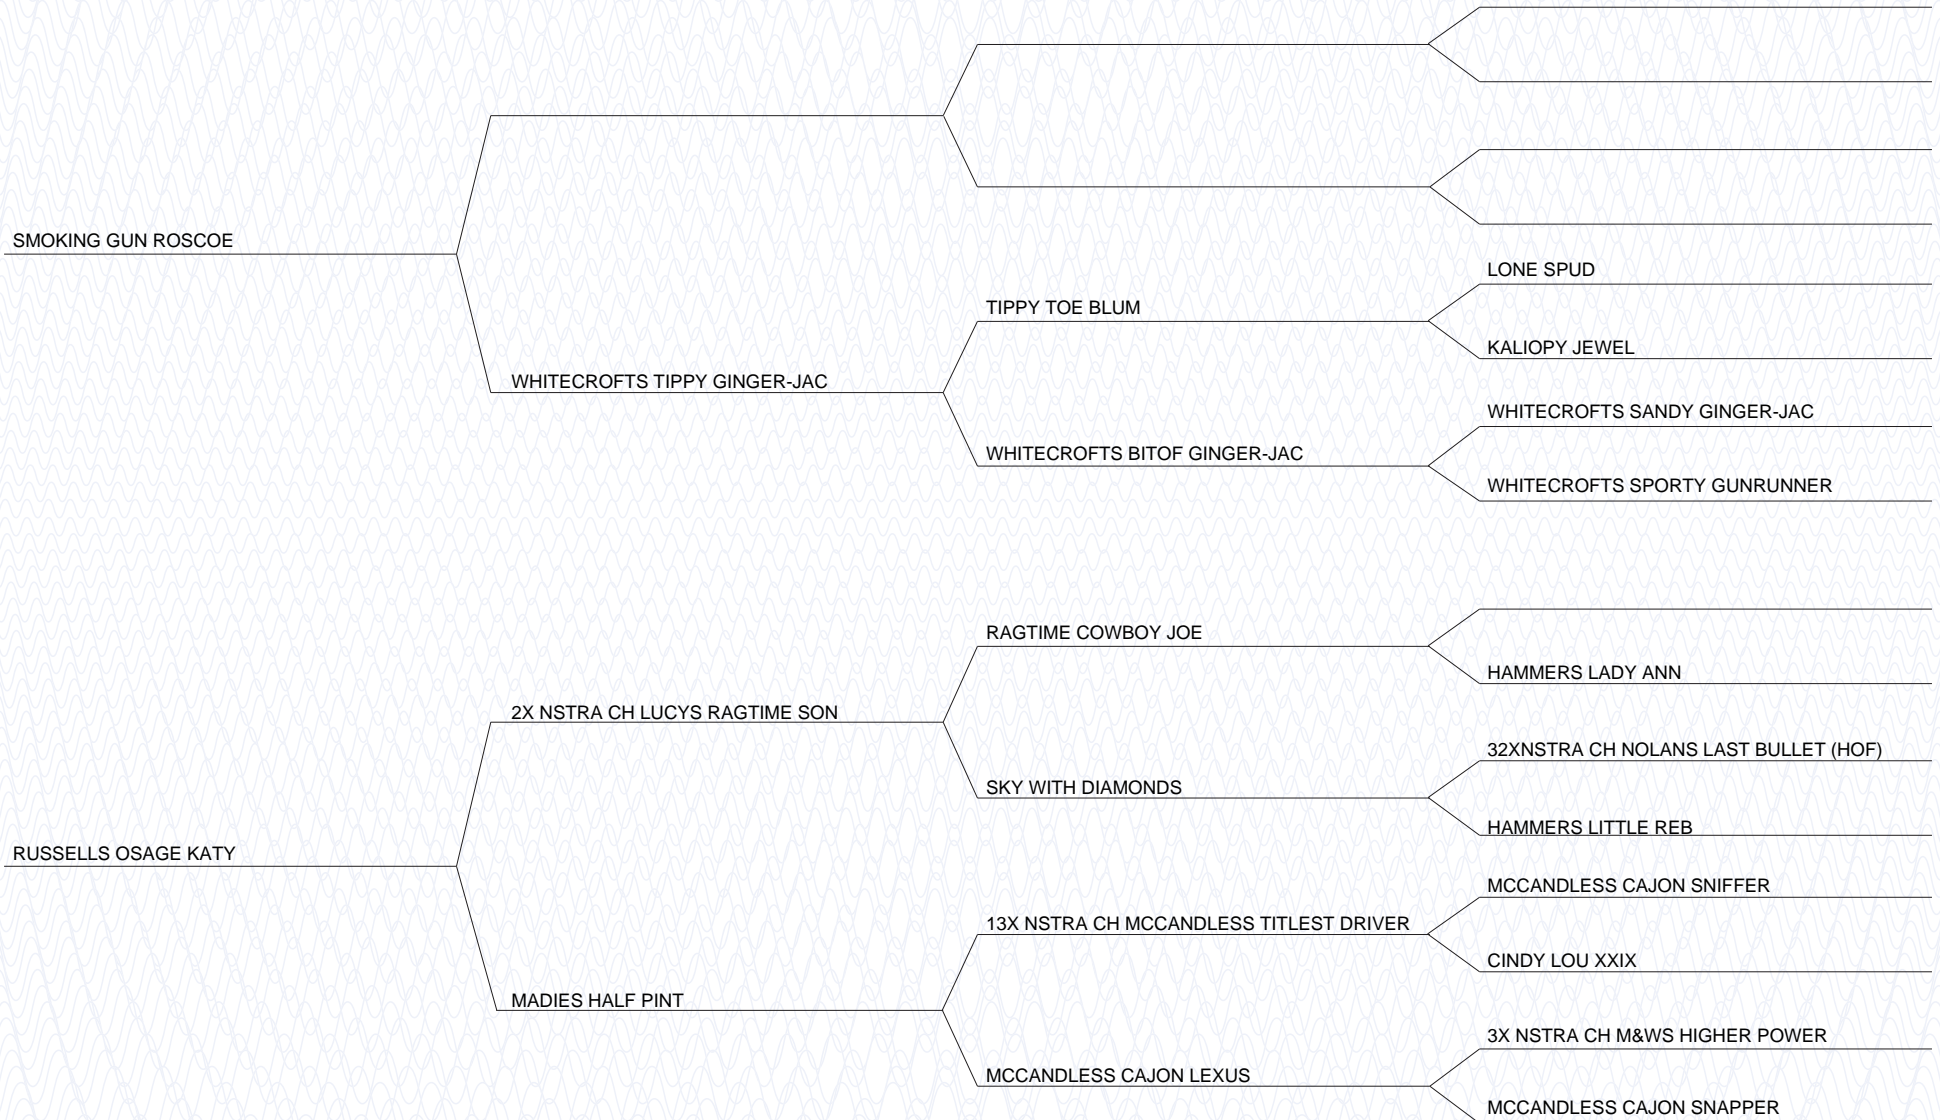 SMOKING GUN ROSCOE
WHITECROFTS TIPPY GINGER-JAC
TIPPY TOE BLUM
LONE SPUD
KALIOPY JEWEL
WHITECROFTS BITOF GINGER-JAC
WHITECROFTS SANDY GINGER-JAC
WHITECROFTS SPORTY GUNRUNNER
RUSSELLS OSAGE KATY
2X NSTRA CH LUCYS RAGTIME SON
RAGTIME COWBOY JOE
HAMMERS LADY ANN
SKY WITH DIAMONDS
32XNSTRA CH NOLANS LAST BULLET (HOF)
HAMMERS LITTLE REB
MADIES HALF PINT
13X NSTRA CH MCCANDLESS TITLEST DRIVER
MCCANDLESS CAJON SNIFFER
CINDY LOU XXIX
MCCANDLESS CAJON LEXUS
3X NSTRA CH M&WS HIGHER POWER
MCCANDLESS CAJON SNAPPER